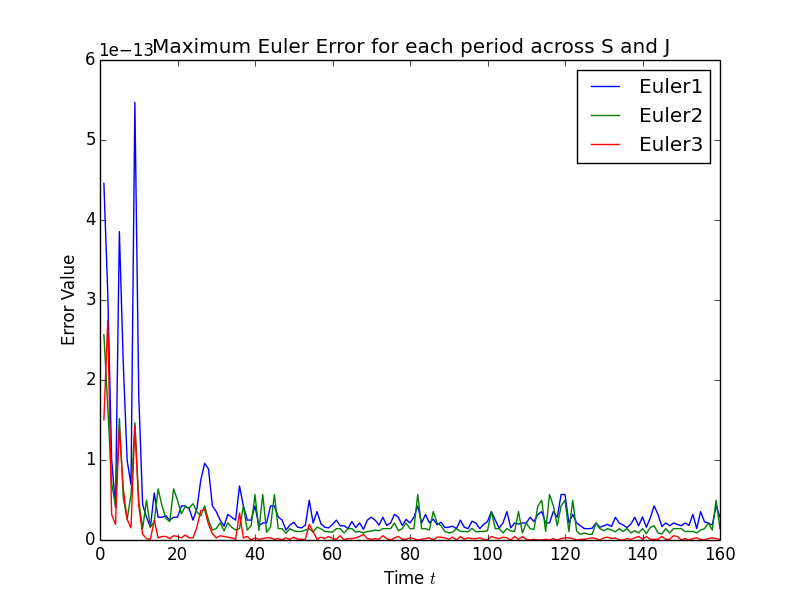 1e−13
Maximum Euler Error for each period across S and J
Euler1
Euler2
Euler3
Error Value
6
5
4
3
2
1
0
0 20 40 60 80 100 120 140 160
Time t